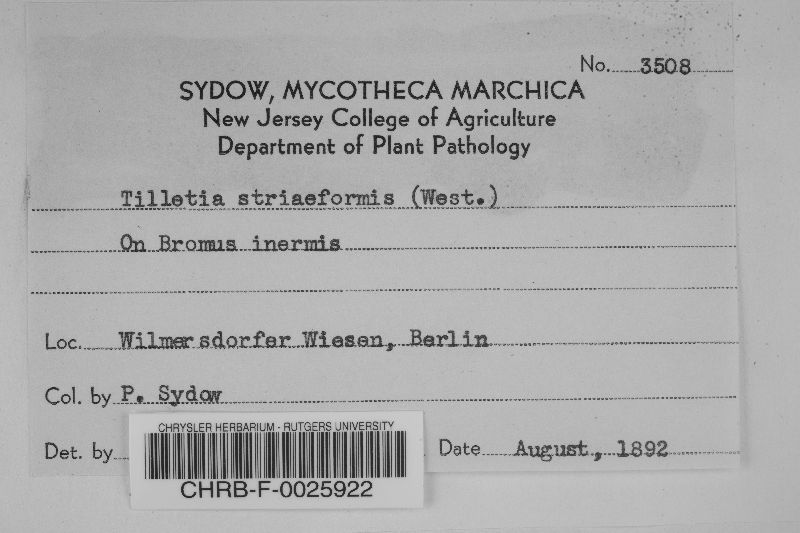 No. 3508
SYDOW, MYCOTHECA MARCHICA
New Jersey College of Agriculture
Department of Plant Pathology
Tilletia striaeformis (West.)
On Bromus inermis
Loc. Wilmersdorfer Wiesen, Berlin
Col. by P. Sydow
Det. by
Date August, 1892
CHRYSLER HERBARIUM - RUTGERS UNIVERSITY
CHRB-F-0025922